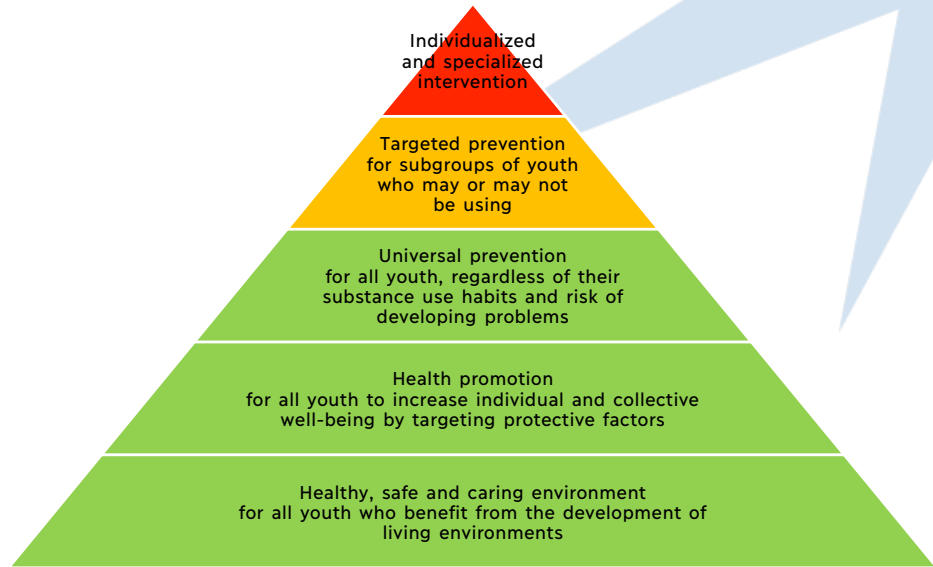 Individualized
and specialized
intervention
Targeted prevention
for subgroups of youth
who may or may not
be using
Universal prevention
for all youth, regardless of their
substance use habits and risk of
developing problems
Health promotion
for all youth to increase individual and collective
well-being by targeting protective factors
Healthy, safe and caring environment
for all youth who benefit from the development of
living environments